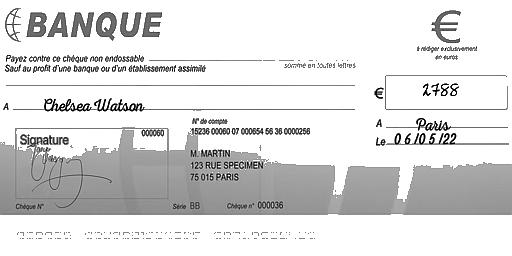 BANQUE
€
à rédiger exclusivement
en euros
Payez contre ce chèque non endossable
somme en toutes lettres
Sauf au profit d'une banque ou d'un établissement assimilé
€ 2788
A Chelsea Watson
A Paris
Le 06/05/22
N° de compte
000060
15236 00060 07 000654 56 36 0000256
Signature
M. MARTIN
123 RUE SPECIMEN
75 015 PARIS
Chèque N°
Série BB
Chèque n° 000036